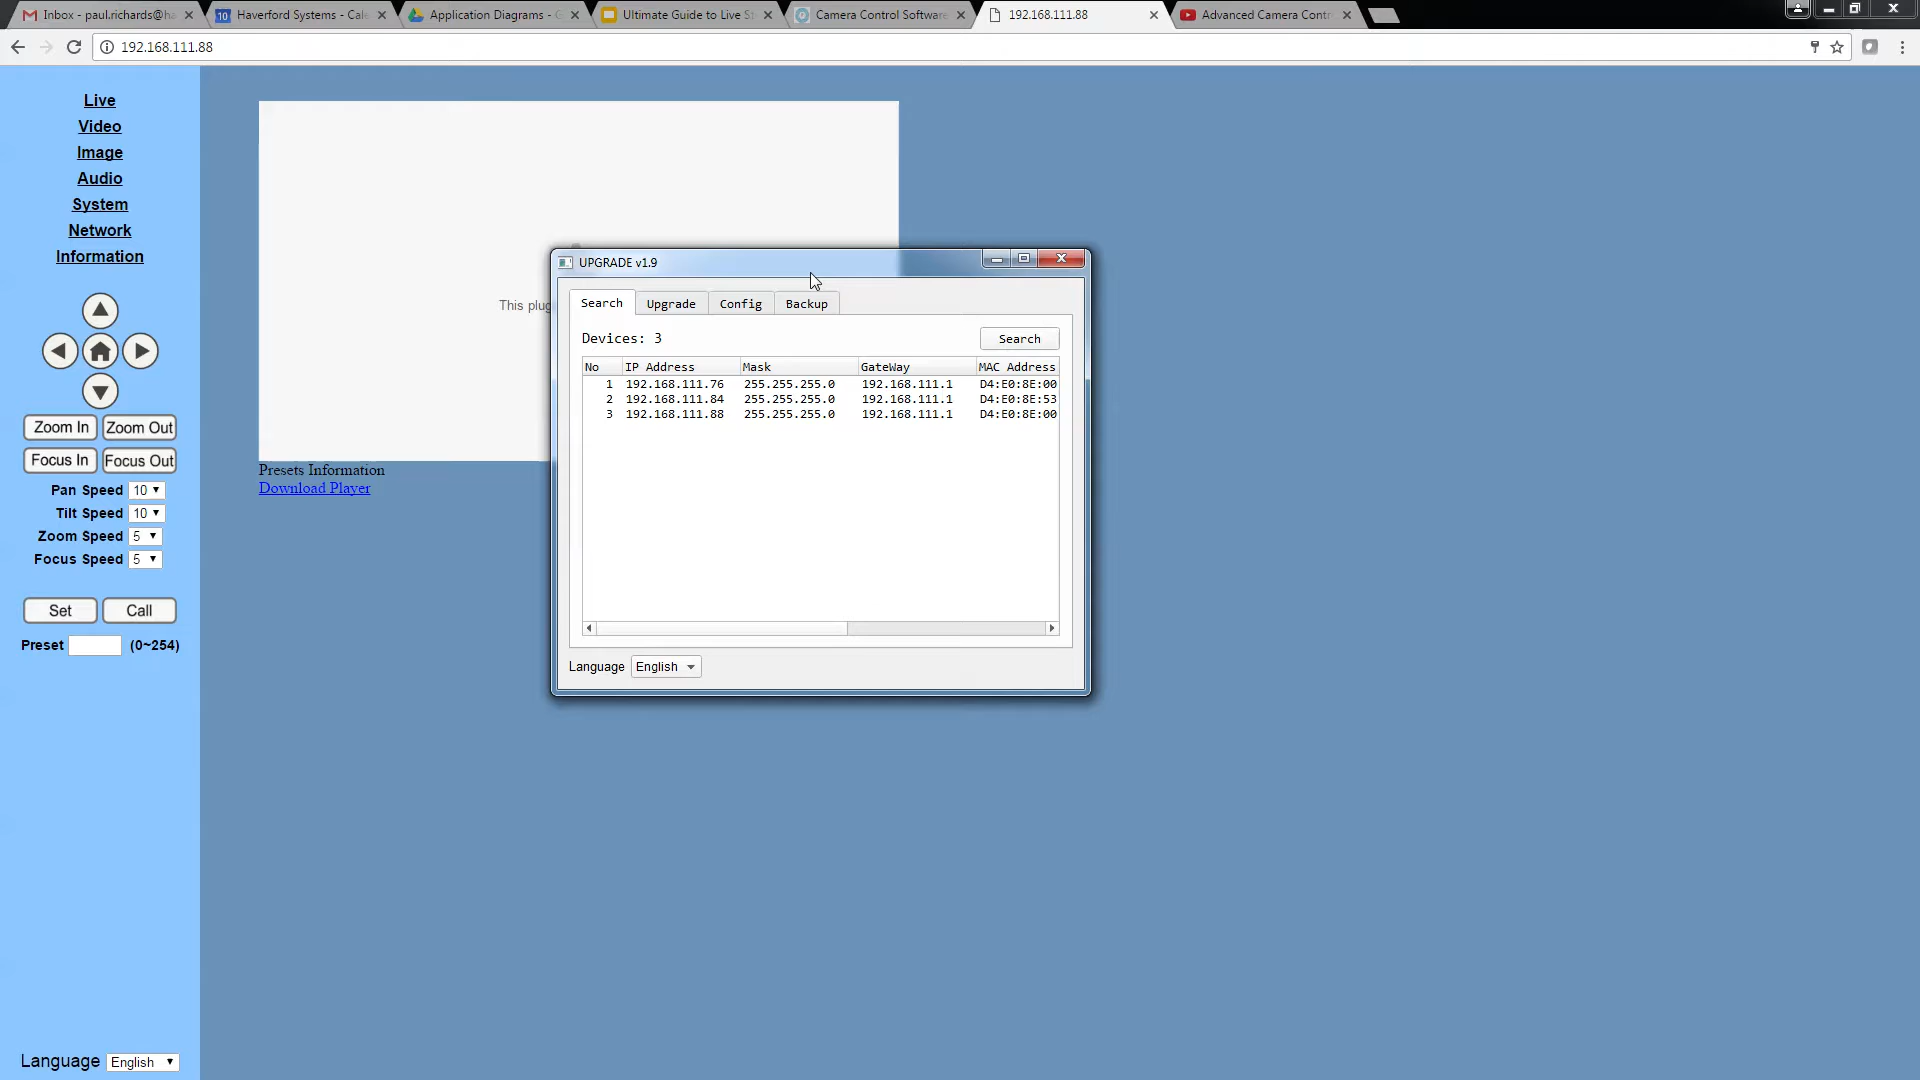 Inbox - paul.richards@ha
10 Haverford Systems - Cale
Application Diagrams - G
Ultimate Guide to Live St
Camera Control Software
192.168.111.88
Advanced Camera Contr
192.168.111.88
Live
Video
Image
Audio
System
Network
Information
Zoom In Zoom Out
Focus In Focus Out
Pan Speed 10
Tilt Speed 10
Zoom Speed 5
Focus Speed 5
Set Call
Preset (0~254)
Language English
This plug
Presets Information
Download Player
UPGRADE v1.9
Search Upgrade Config Backup
Devices: 3 Search
No IP Address Mask GateWay MAC Address
1 192.168.111.76 255.255.255.0 192.168.111.1 D4:E0:8E:00
2 192.168.111.84 255.255.255.0 192.168.111.1 D4:E0:8E:53
3 192.168.111.88 255.255.255.0 192.168.111.1 D4:E0:8E:00
Language English